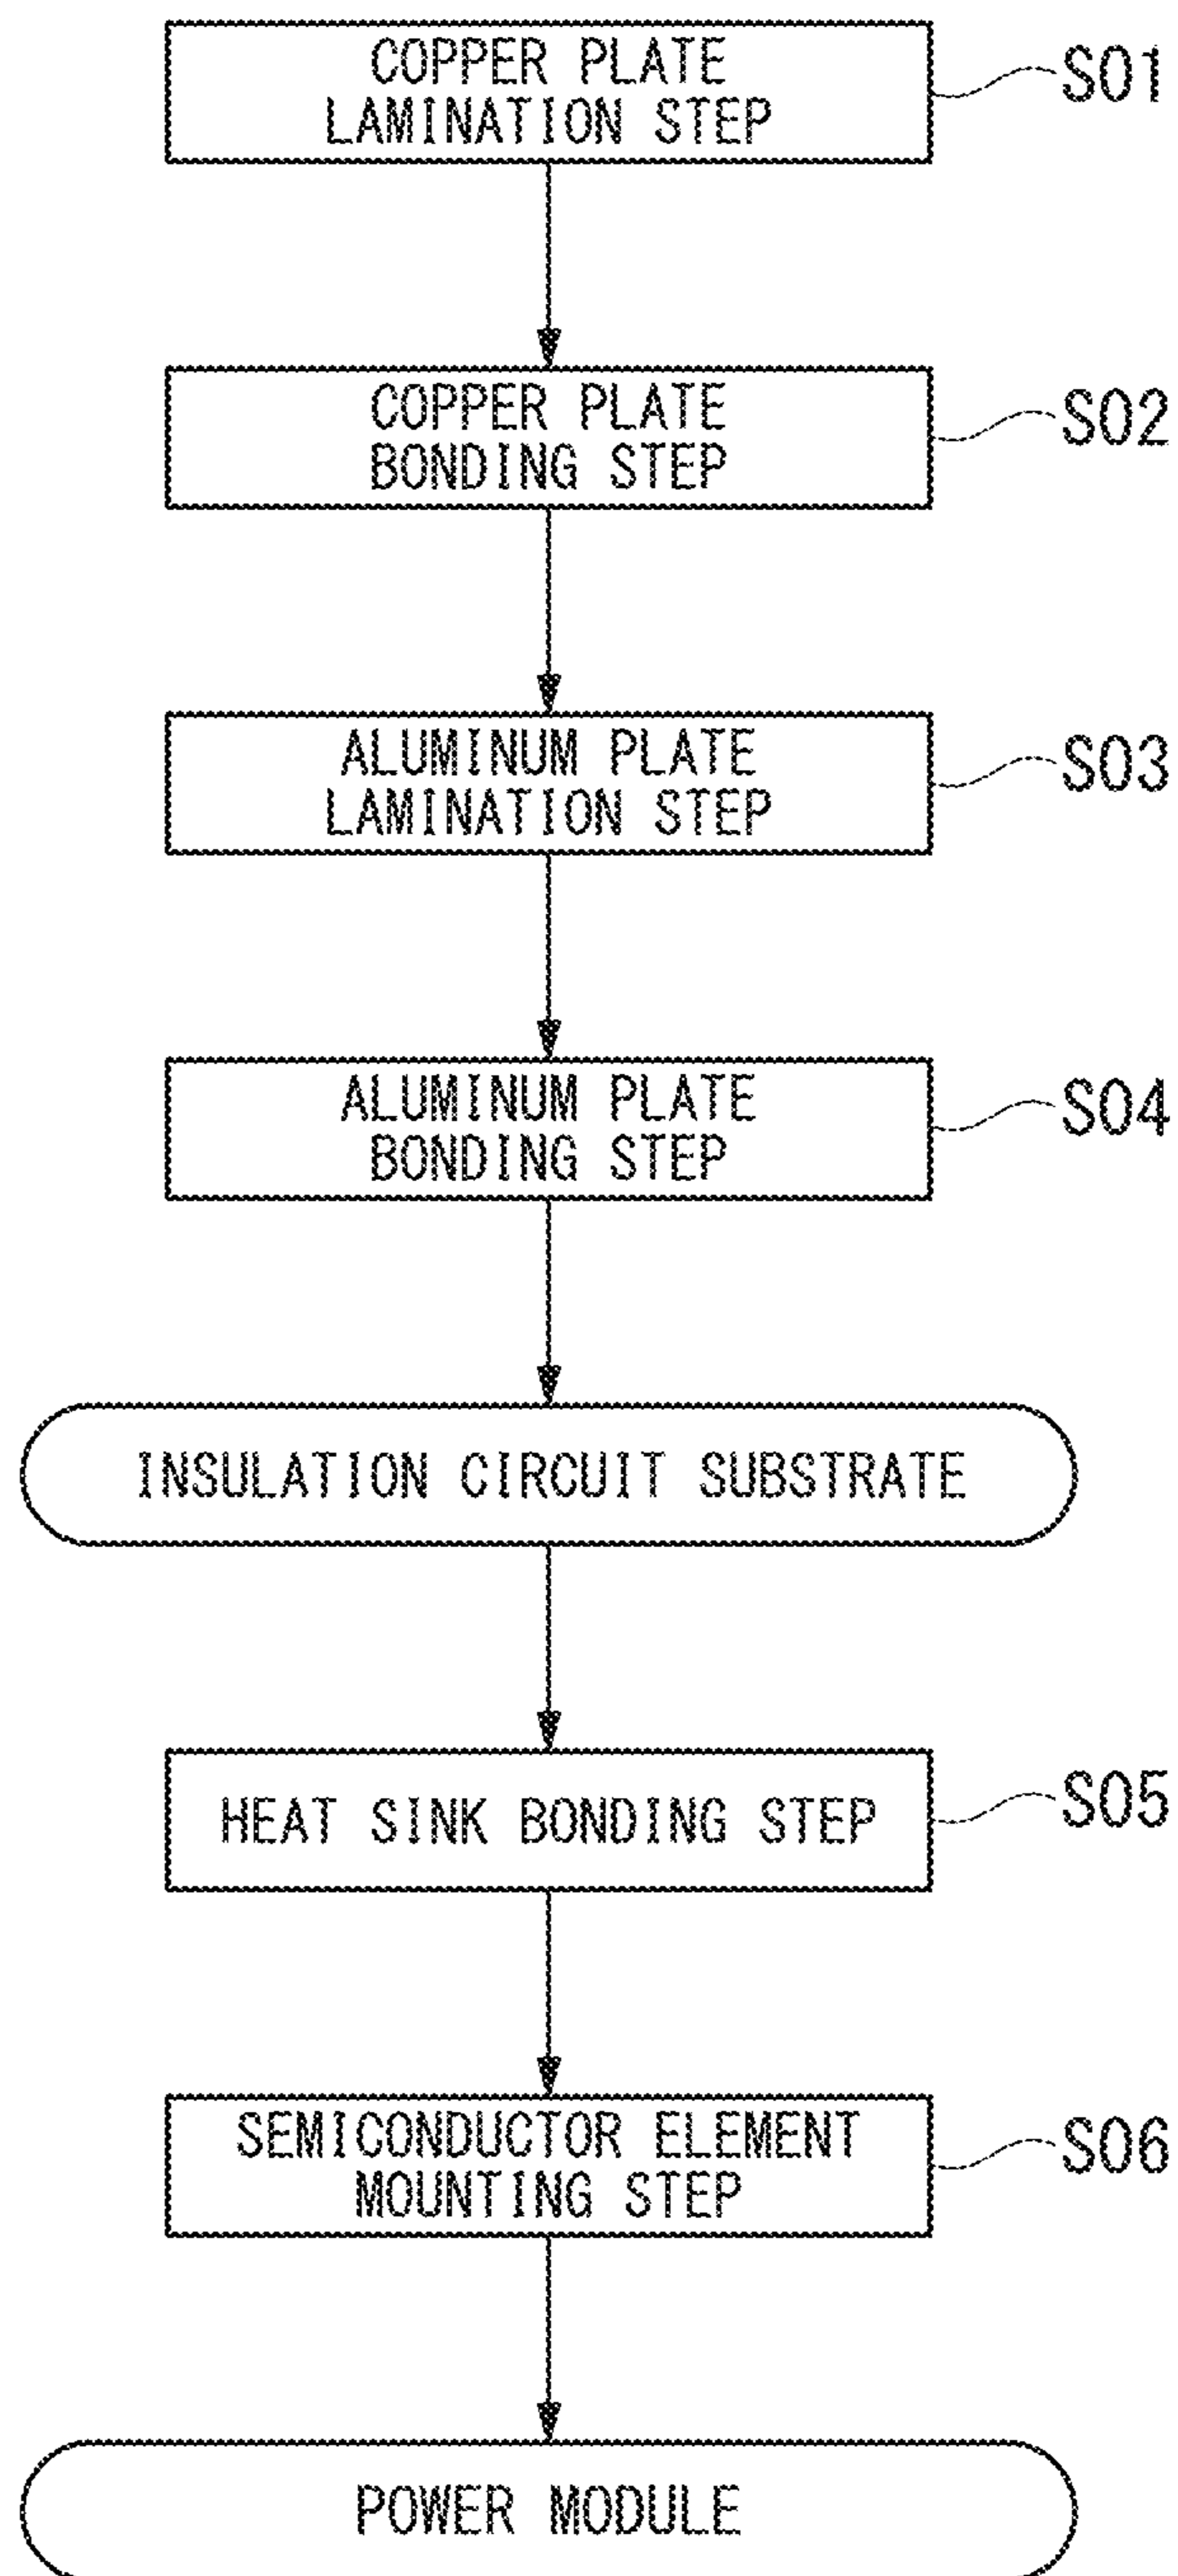 COPPER PLATE
LAMINATION STEP
S01
COPPER PLATE
BONDING STEP
S02
ALUMINUM PLATE
LAMINATION STEP
S03
ALUMINUM PLATE
BONDING STEP
S04
INSULATION CIRCUIT SUBSTRATE
HEAT SINK BONDING STEP
S05
SEMICONDUCTOR ELEMENT
MOUNTING STEP
S06
POWER MODULE